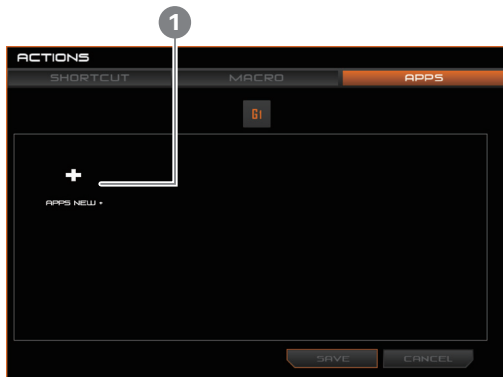 1
ACTIONS
SHORTCUT MACRO APPS
G1
+
APPS NEW •
SAVE CANCEL